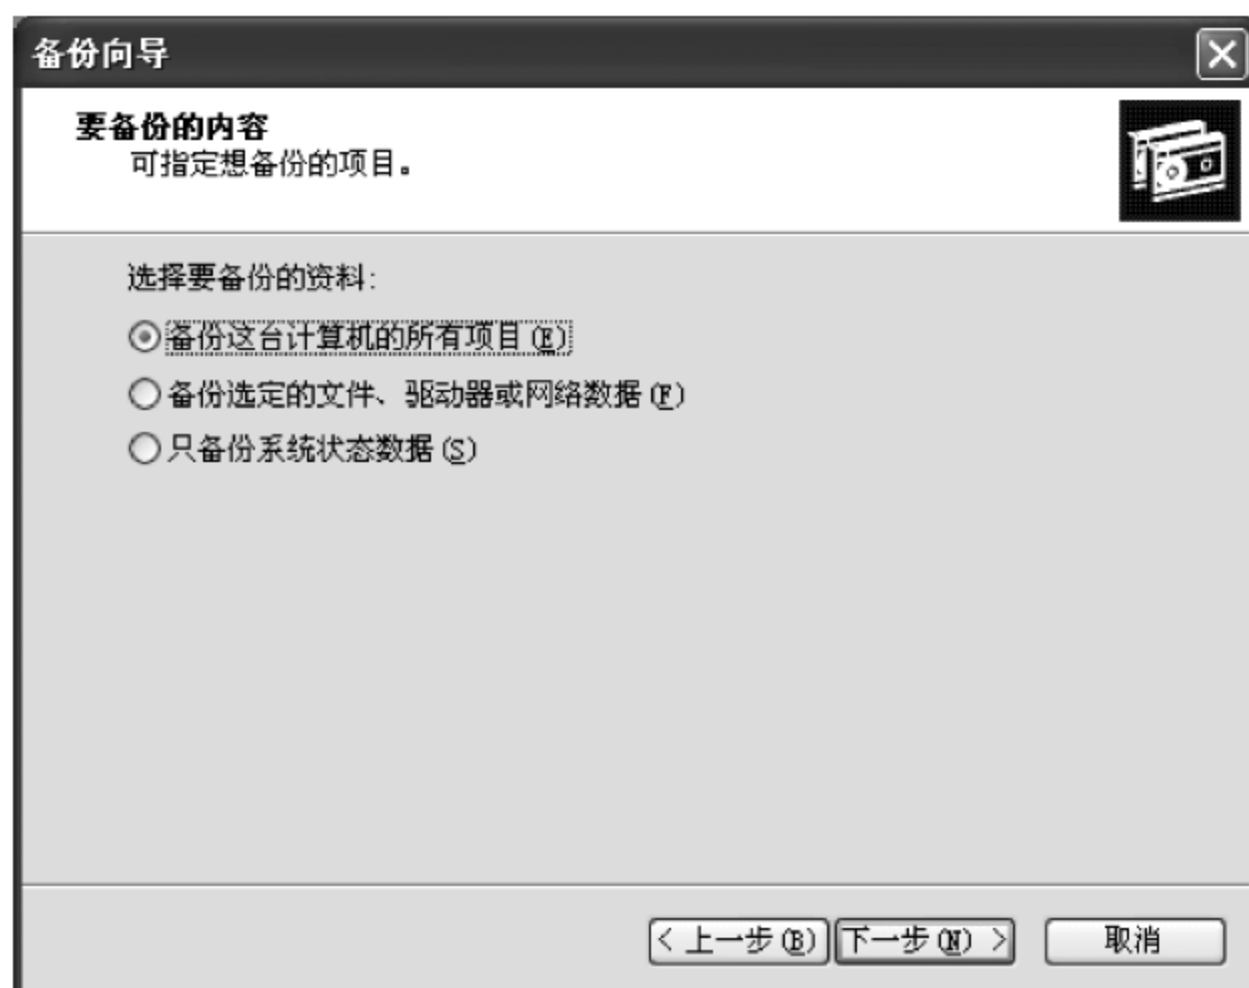 备份向导
要备份的内容
可指定想备份的项目。
选择要备份的资料:
备份这台计算机的所有项目(E)
备份选定的文件、驱动器或网络数据(F)
只备份系统状态数据(S)
< 上一步(B) 下一步(N) > 取消